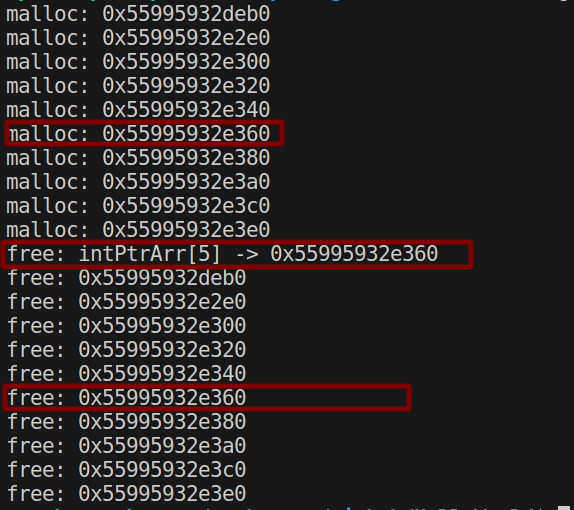 malloc: 0x55995932deb0
malloc: 0x55995932e2e0
malloc: 0x55995932e300
malloc: 0x55995932e320
malloc: 0x55995932e340
malloc: 0x55995932e360
malloc: 0x55995932e380
malloc: 0x55995932e3a0
malloc: 0x55995932e3c0
malloc: 0x55995932e3e0
free: intPtrArr[5] -> 0x55995932e360
free: 0x55995932deb0
free: 0x55995932e2e0
free: 0x55995932e300
free: 0x55995932e320
free: 0x55995932e340
free: 0x55995932e360
free: 0x55995932e380
free: 0x55995932e3a0
free: 0x55995932e3c0
free: 0x55995932e3e0